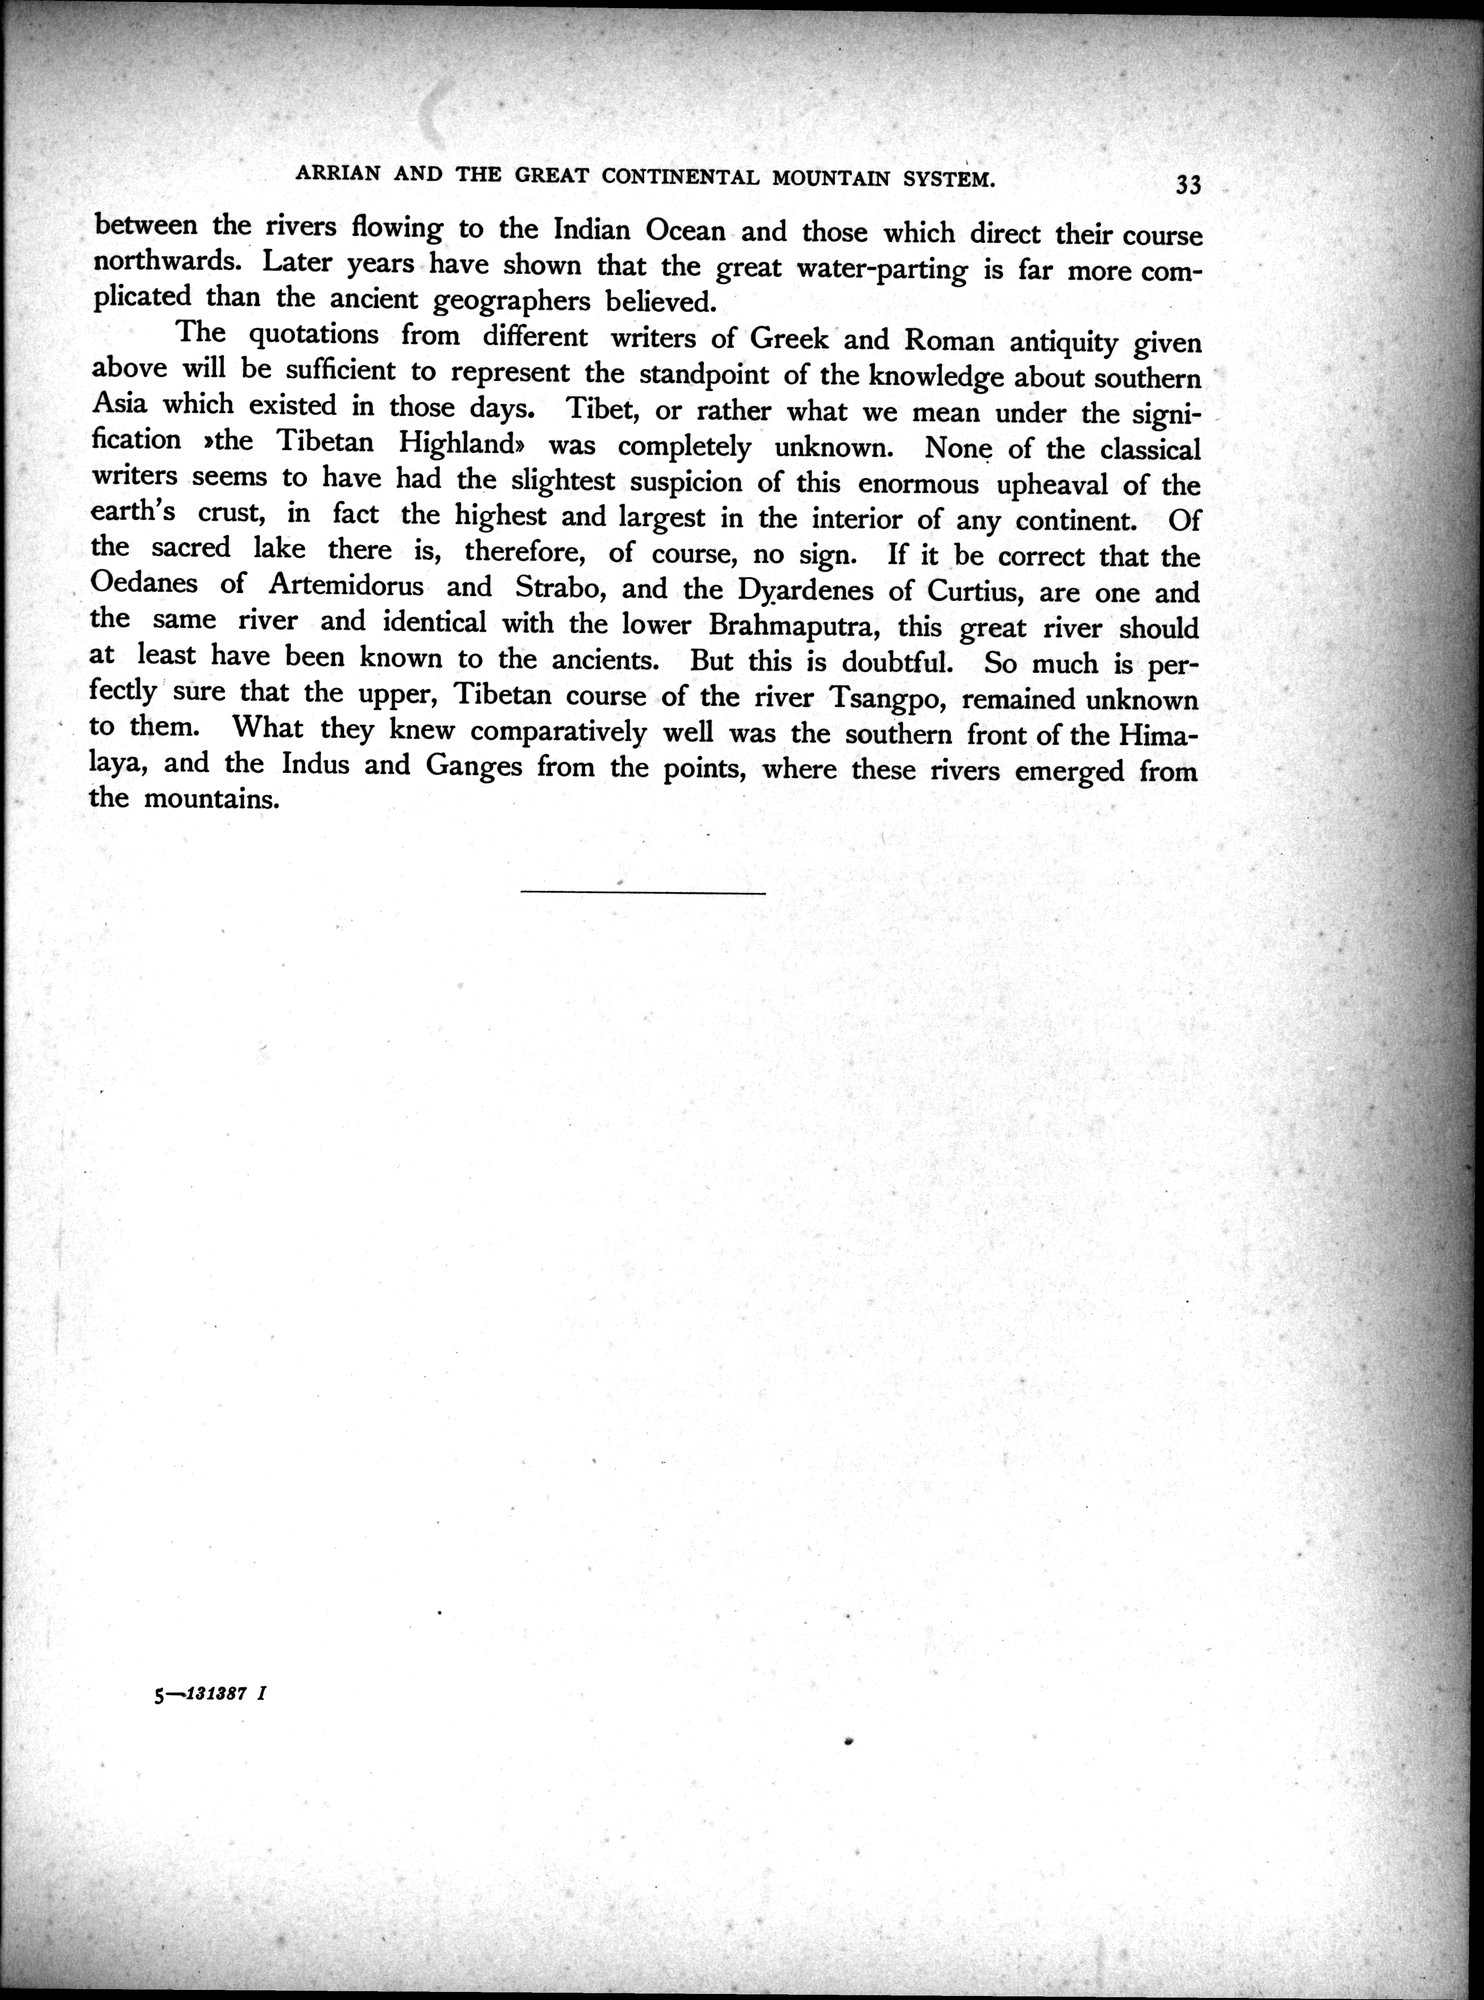 ARRIAN AND THE GREAT CONTINENTAL MOUNTAIN SYSTEM. 33
between the rivers flowing to the Indian Ocean and those which direct their course
northwards. Later years have shown that the great water-parting is far more com-
plicated than the ancient geographers believed.
The quotations from different writers of Greek and Roman antiquity given
above will be sufficient to represent the standpoint of the knowledge about southern
Asia which existed in those days. Tibet, or rather what we mean under the signi-
fication »the Tibetan Highland» was completely unknown. None of the classical
writers seems to have had the slightest suspicion of this enormous upheaval of the
earth's crust, in fact the highest and largest in the interior of any continent. Of
the sacred lake there is, therefore, of course, no sign. If it be correct that the
Oedanes of Artemidorus and Strabo, and the Dyardenes of Curtius, are one and
the same river and identical with the lower Brahmaputra, this great river should
at least have been known to the ancients. But this is doubtful. So much is per-
fectly sure that the upper, Tibetan course of the river Tsangpo, remained unknown
to them. What they knew comparatively well was the southern front of the Hima-
laya, and the Indus and Ganges from the points, where these rivers emerged from
the mountains.
5—131387 I